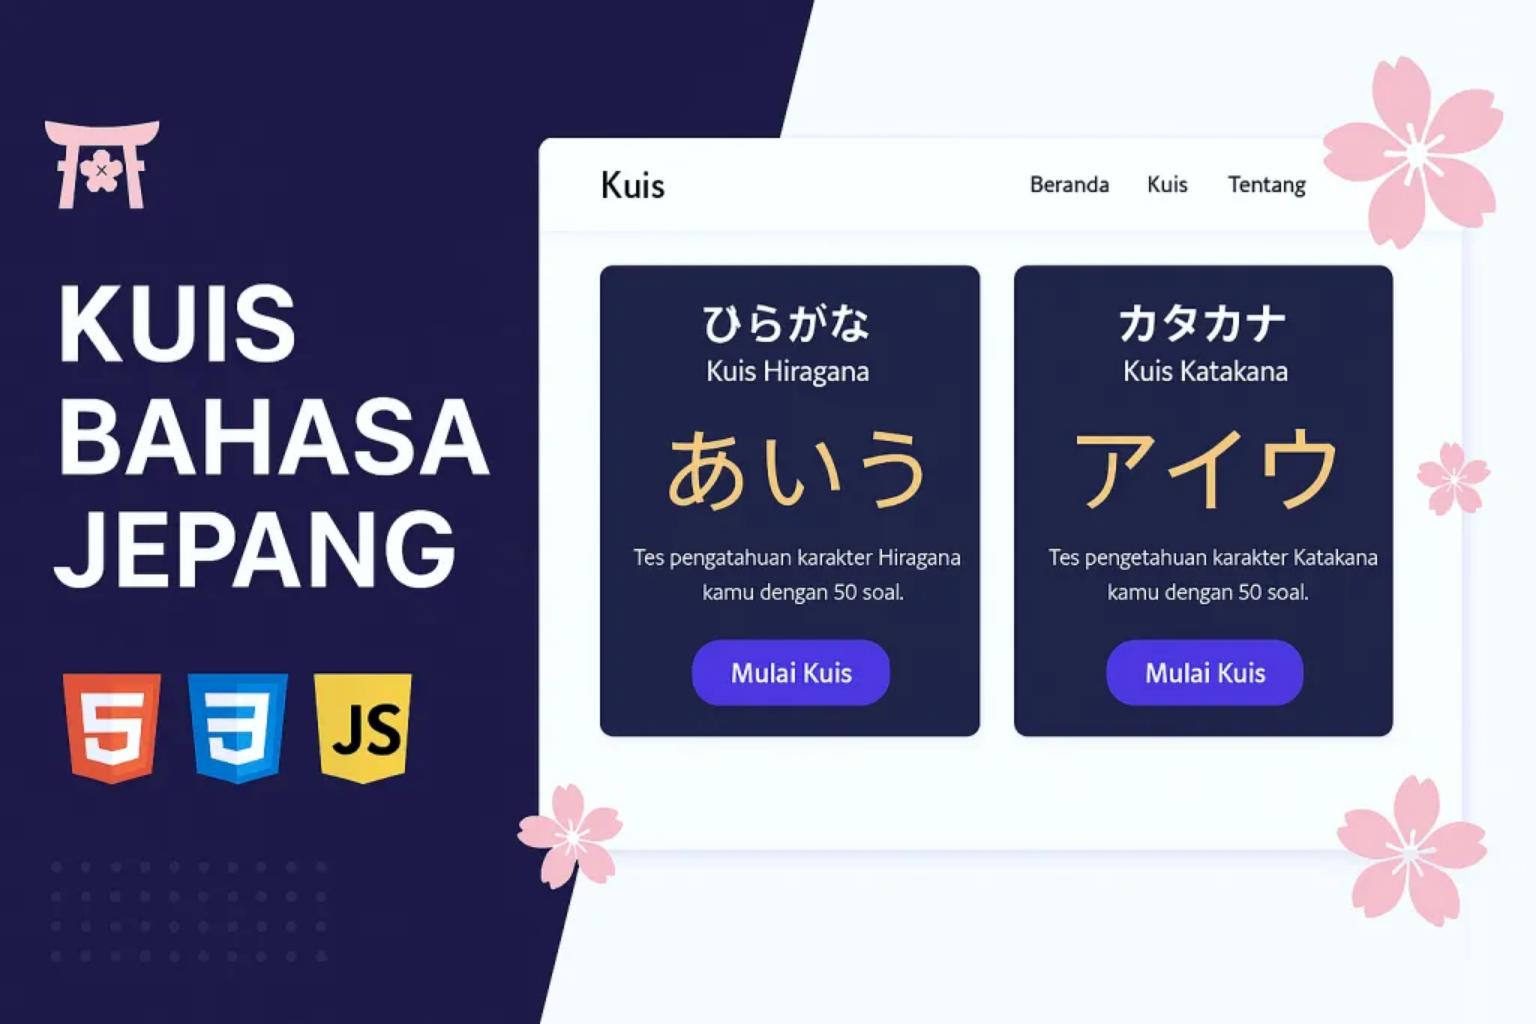 KUIS
BAHASA
JEPANG
5
3
JS
Kuis
Beranda Kuis Tentang
ひらがな
Kuis Hiragana
あいう
Tes pengatahuan karakter Hiragana
kamu dengan 50 soal.
Mulai Kuis
カタカナ
Kuis Katakana
アイウ
Tes pengetahuan karakter Katakana
kamu dengan 50 soal.
Mulai Kuis